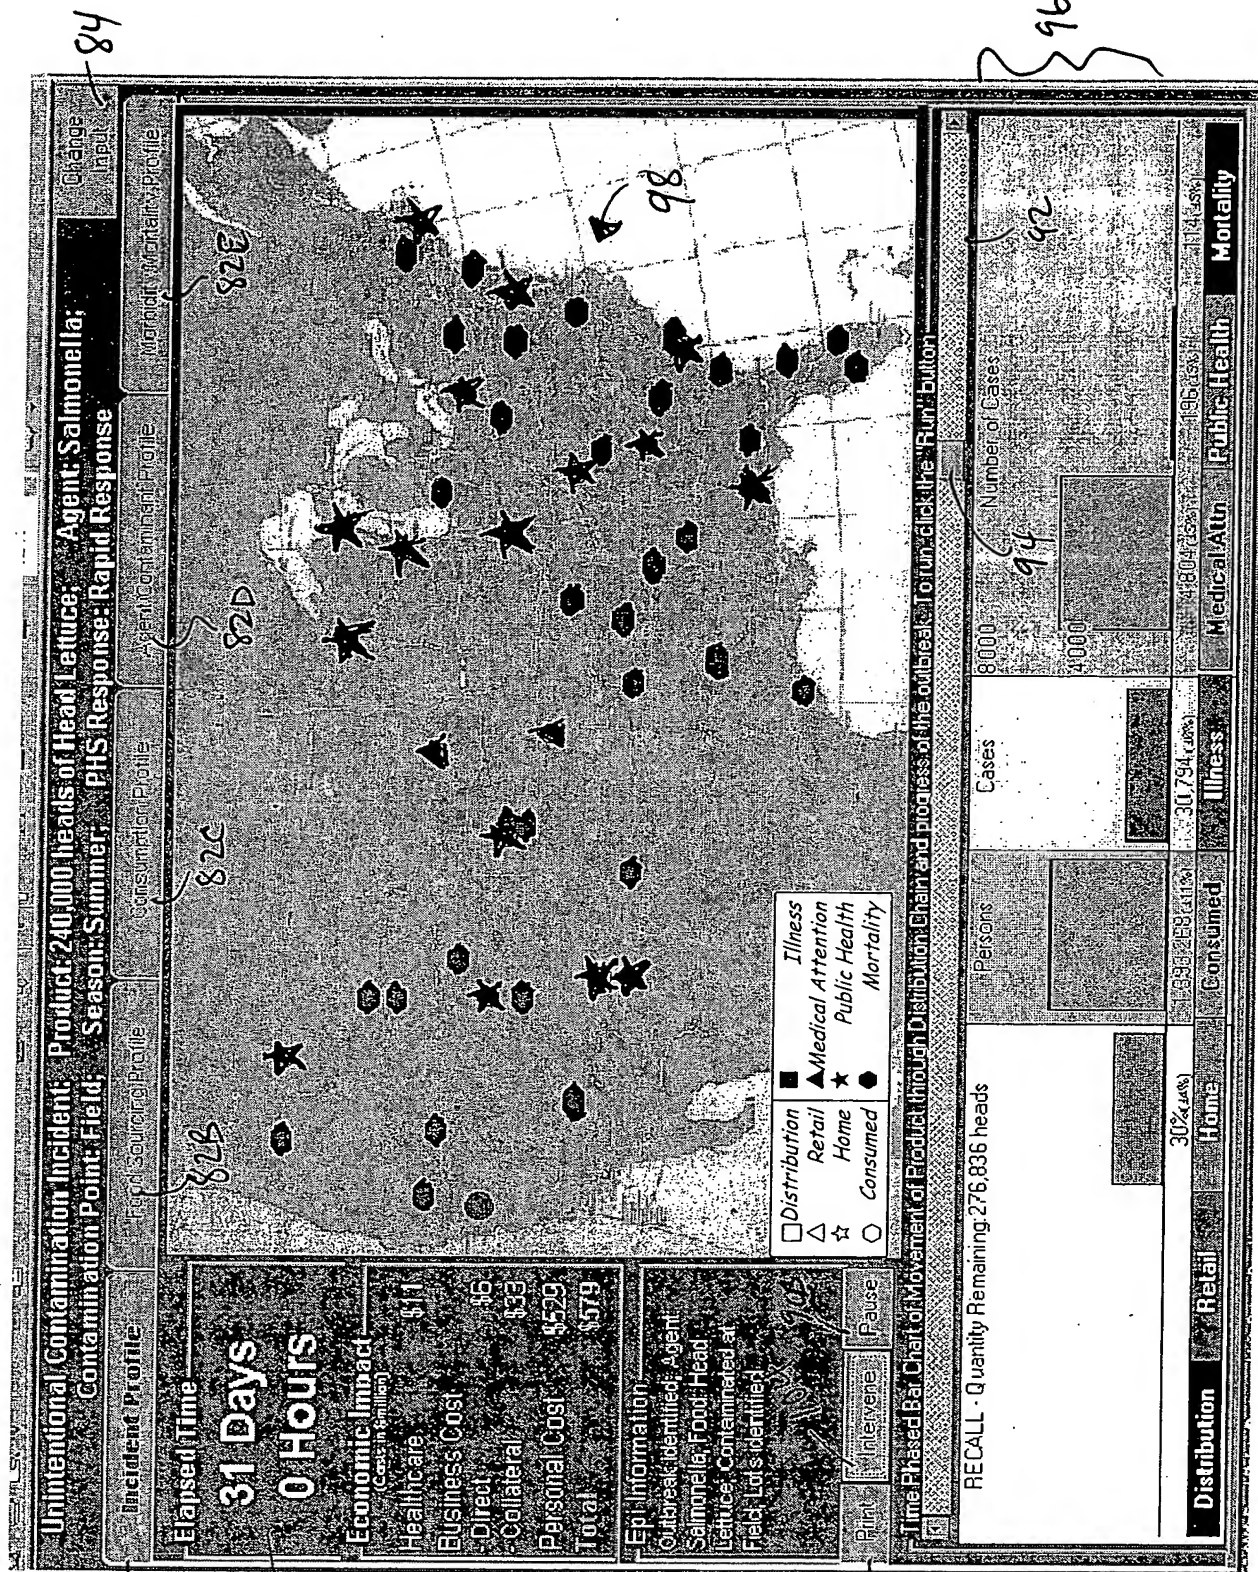 Unintentional Contamination Incident: Product: 240,000 heads of Head Lettuce; Agent: Salmonella;
Contamination Point: Field; Season: Summer; PHS Response: Rapid Response
Change
Input
84
Incident Profile
Food Sourcing Profile
Consumption Profile
Agent/Contaminant Profile
Morbidity/Mortality Profile
82B
82C
82D
82E
Elapsed Time
31 Days
0 Hours
Economic Impact
(Costs in $million)
Healthcare $11
Business Cost
- Direct $6
- Collateral $33
Personal Cost $529
Total $579
Epi Information
Outbreak Identified; Agent
Salmonella; Food: Head
Lettuce; Contaminated at
Field; Lots Identified
90
Print
Intervene!
Pause
98
Distribution
Retail
Home
Consumed
Illness
Medical Attention
Public Health
Mortality
Time Phased Bar Chart of Movement of Product through Distribution Chain and progress of the outbreak. To run - click the "Run" button
94
92
96
RECALL - Quantity Remaining: 276,836 heads
Persons
Cases
Number of Cases
8000
4000
30%
30,794
4804
496
114
Distribution
Retail
Home
Consumed
Illness
Medical Attn
Public Health
Mortality